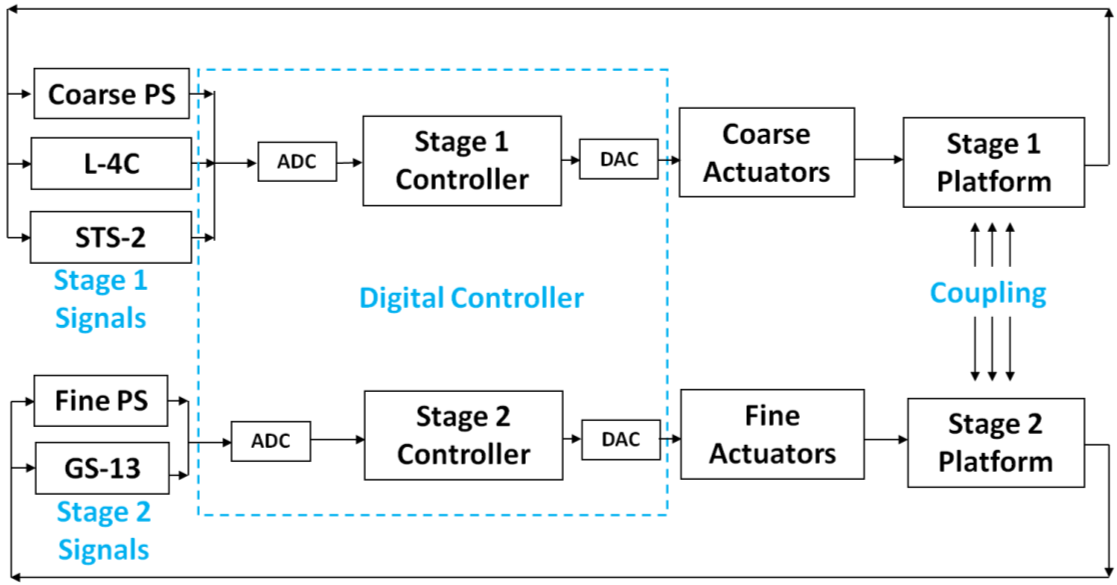 Coarse PS
L-4C
STS-2
Stage 1
Signals
ADC
Stage 1
Controller
DAC
Coarse
Actuators
Stage 1
Platform
Digital Controller
Coupling
Fine PS
GS-13
Stage 2
Signals
ADC
Stage 2
Controller
DAC
Fine
Actuators
Stage 2
Platform